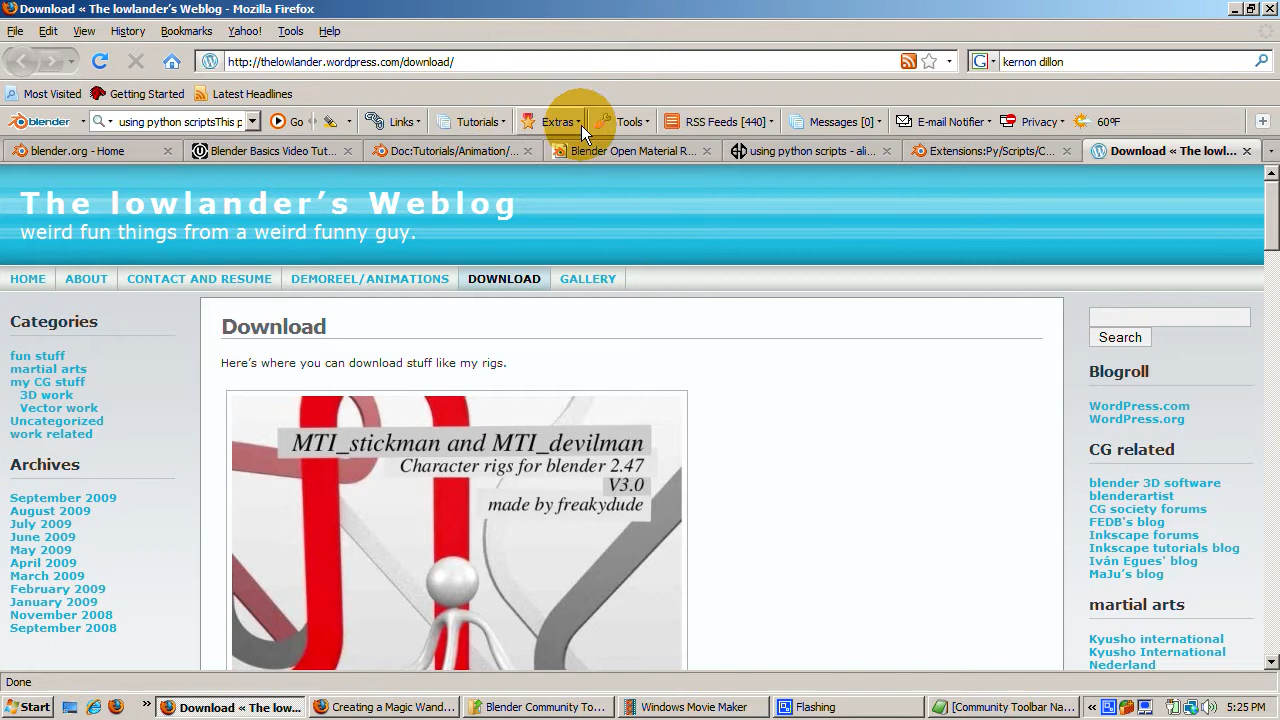 Download « The lowlander's Weblog - Mozilla Firefox
File Edit View History Bookmarks Yahoo! Tools Help
http://thelowlander.wordpress.com/download/
kernon dillon
Most Visited Getting Started Latest Headlines
blender using python scriptsThis p Go Links Tutorials Extras Tools RSS Feeds [440] Messages [0] E-mail Notifier Privacy 60°F
blender.org - Home Blender Basics Video Tut... Doc:Tutorials/Animation/... Blender Open Material R... using python scripts - ali... Extensions:Py/Scripts/C... Download « The lowl...
The lowlander's Weblog
weird fun things from a weird funny guy.
HOME ABOUT CONTACT AND RESUME DEMOREEL/ANIMATIONS DOWNLOAD GALLERY
Categories
fun stuff
martial arts
my CG stuff
3D work
Vector work
Uncategorized
work related
Archives
September 2009
August 2009
July 2009
June 2009
May 2009
April 2009
March 2009
February 2009
January 2009
November 2008
September 2008
Download
Here's where you can download stuff like my rigs.
MTI_stickman and MTI_devilman
Character rigs for blender 2.47
V3.0
made by freakydude
Search
Blogroll
WordPress.com
WordPress.org
CG related
blender 3D software
blenderartist
CG society forums
FEDB's blog
Inkscape forums
Inkscape tutorials blog
Iván Egues' blog
MaJu's blog
martial arts
Kyusho international
Kyusho International
Nederland
Done
Start Download « The low... Creating a Magic Wand... Blender Community To... Windows Movie Maker Flashing [Community Toolbar Na... 5:25 PM